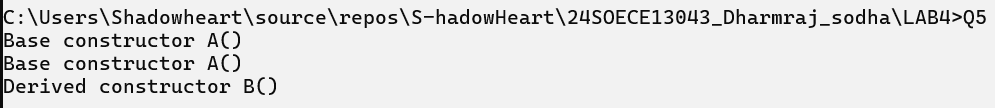 C:\Users\Shadowheart\source\repos\S-hadowHeart\24SOECE13043_Dharmraj_sodha\LAB4>Q5
Base constructor A()
Base constructor A()
Derived constructor B()